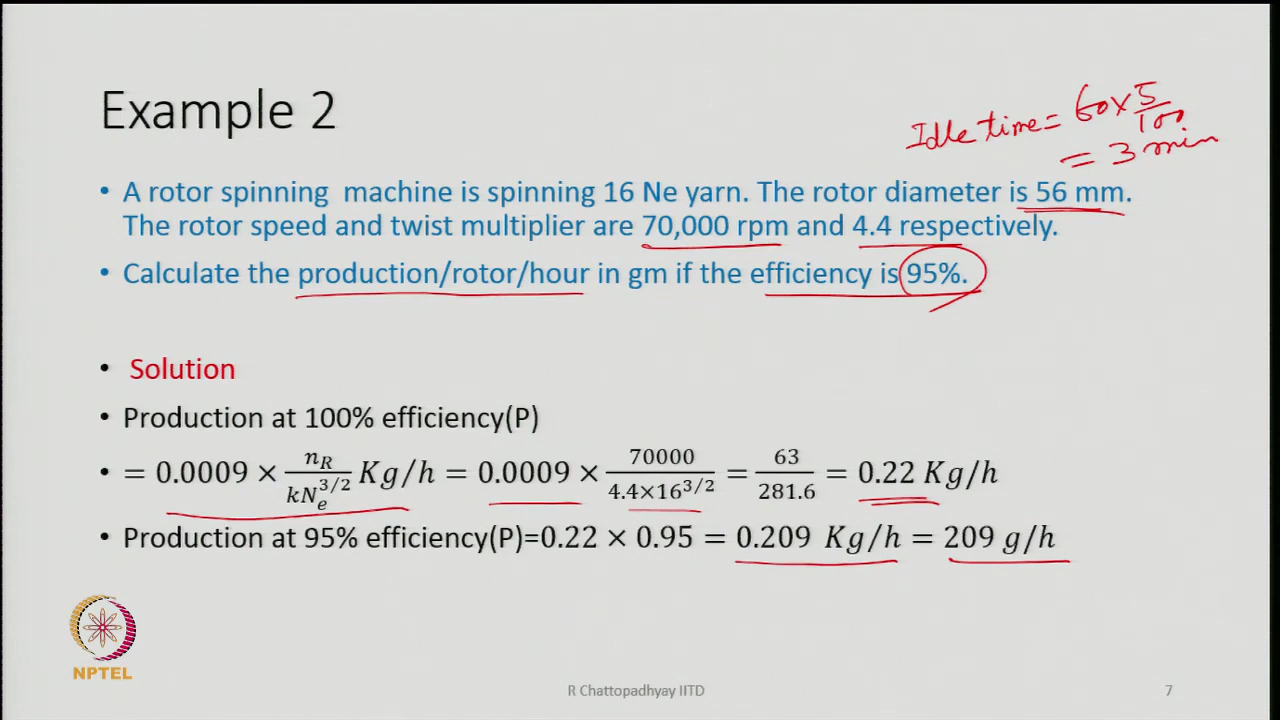 Example 2
Idle time = 60 × 5/100
= 3 min
• A rotor spinning machine is spinning 16 Ne yarn. The rotor diameter is 56 mm.
The rotor speed and twist multiplier are 70,000 rpm and 4.4 respectively.
• Calculate the production/rotor/hour in gm if the efficiency is 95%.
• Solution
• Production at 100% efficiency(P)
• = 0.0009 × n_R/kN_e^{3/2} Kg/h = 0.0009 × 70000/4.4×16^{3/2} = 63/281.6 = 0.22 Kg/h
• Production at 95% efficiency(P)=0.22 × 0.95 = 0.209 Kg/h = 209 g/h
NPTEL
R Chattopadhyay IITD
7